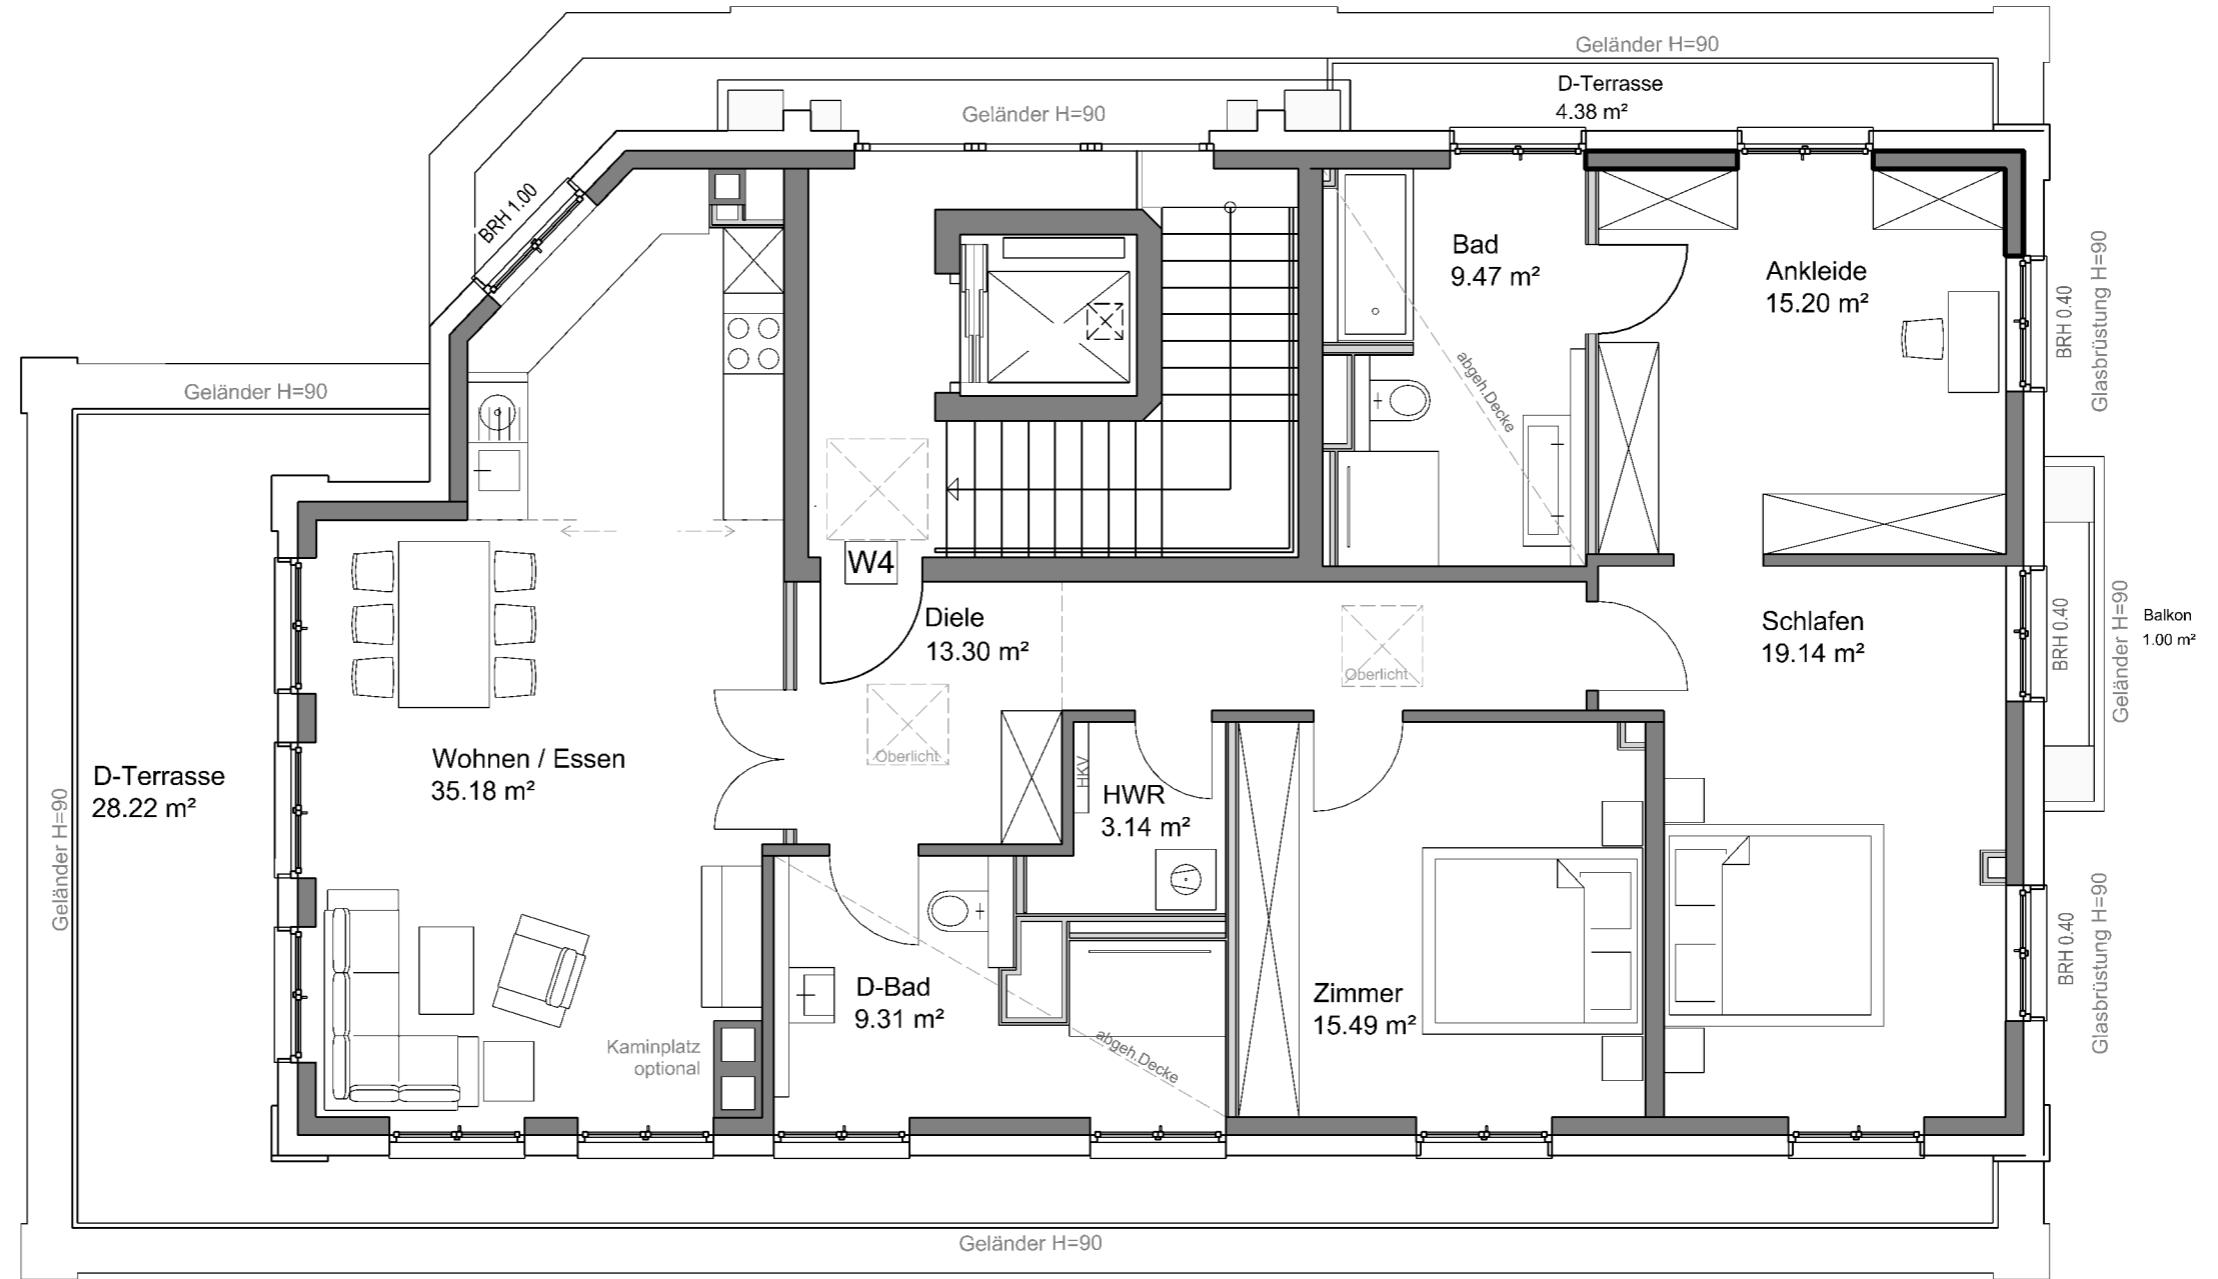 Geländer H=90
D-Terrasse
4.38 m²
Geländer H=90
BRH 1.00
Bad
9.47 m²
Ankleide
15.20 m²
BRH 0.40
Glasbrüstung H=90
abgeh.Decke
Geländer H=90
W4
Diele
13.30 m²
Oberlicht
Schlafen
19.14 m²
BRH 0.40
Geländer H=90
Balkon
1.00 m²
Wohnen / Essen
35.18 m²
Oberlicht
D-Terrasse
28.22 m²
Geländer H=90
HKV
HWR
3.14 m²
D-Bad
9.31 m²
Zimmer
15.49 m²
BRH 0.40
Glasbrüstung H=90
Kaminplatz
optional
abgeh.Decke
Geländer H=90